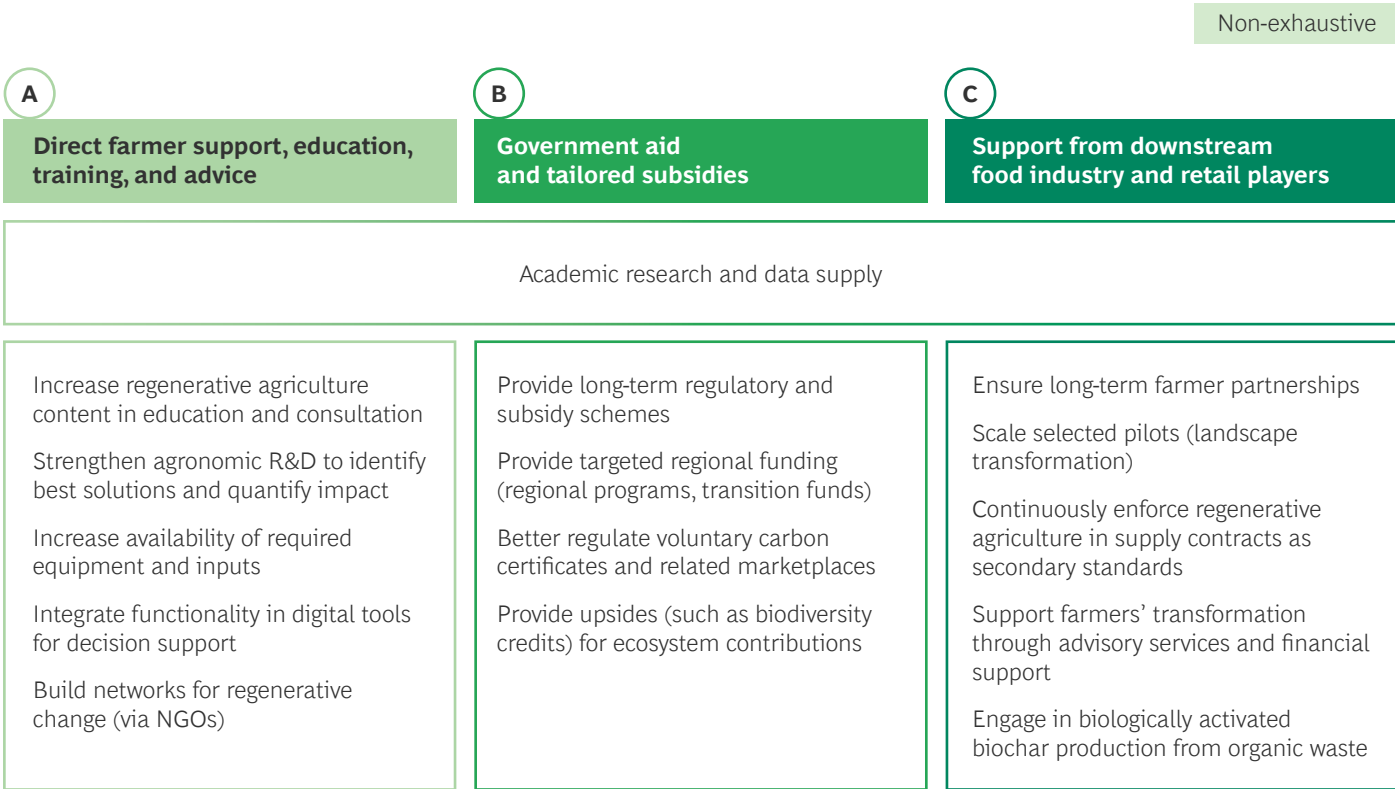 Non-exhaustive
A
Direct farmer support, education,
training, and advice
B
Government aid
and tailored subsidies
C
Support from downstream
food industry and retail players
Academic research and data supply
Increase regenerative agriculture
content in education and consultation
Strengthen agronomic R&D to identify
best solutions and quantify impact
Increase availability of required
equipment and inputs
Integrate functionality in digital tools
for decision support
Build networks for regenerative
change (via NGOs)
Provide long-term regulatory and
subsidy schemes
Provide targeted regional funding
(regional programs, transition funds)
Better regulate voluntary carbon
certificates and related marketplaces
Provide upsides (such as biodiversity
credits) for ecosystem contributions
Ensure long-term farmer partnerships
Scale selected pilots (landscape
transformation)
Continuously enforce regenerative
agriculture in supply contracts as
secondary standards
Support farmers’ transformation
through advisory services and financial
support
Engage in biologically activated
biochar production from organic waste